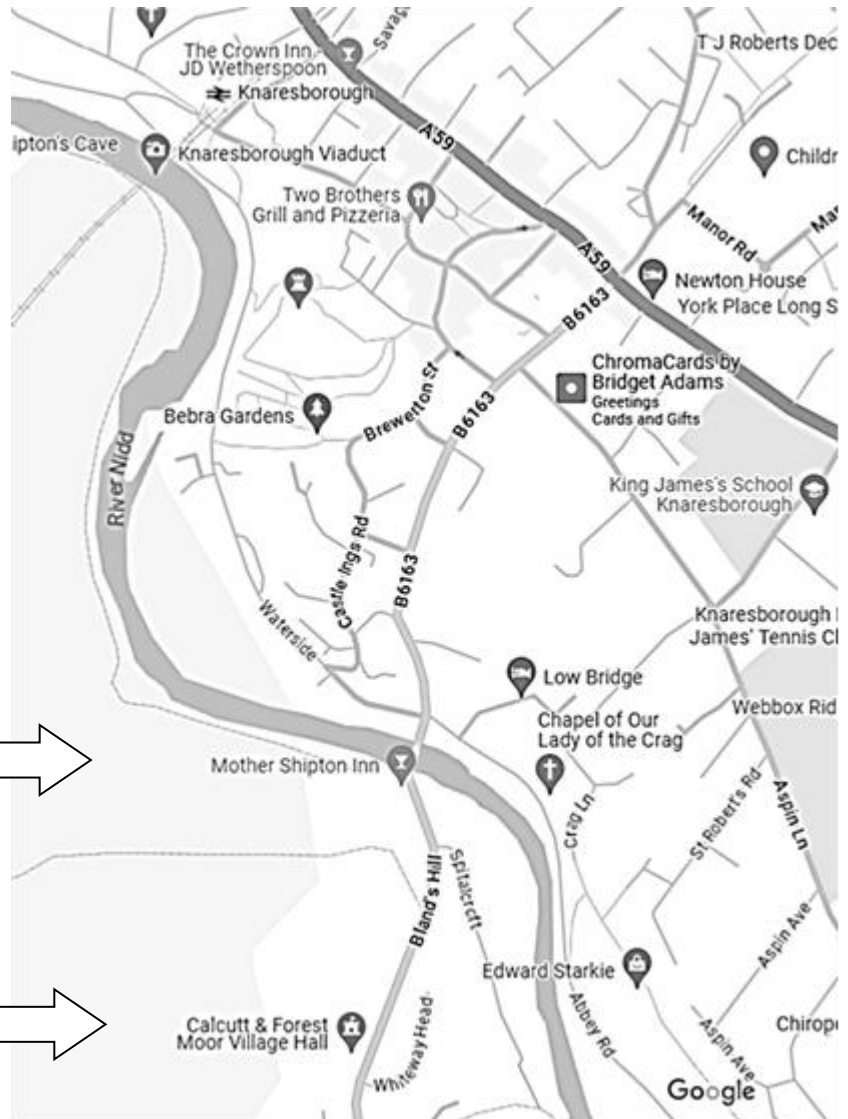 Savag
T J Roberts Dec
The Crown Inn -
JD Wetherspoon
Knaresborough
A59
ipton's Cave
Knaresborough Viaduct
Childr
Two Brothers
Grill and Pizzeria
Manor Rd
Ma
A59
Newton House
York Place Long S
B6163
ChromaCards by
Bridget Adams
Greetings
Cards and Gifts
Bebra Gardens
Brewerton St
B6163
River Nidd
King James's School
Knaresborough
Castle Ings Rd
B6163
Waterside
Knaresborough
James' Tennis Cl
Low Bridge
Webbox Rid
Chapel of Our
Lady of the Crag
Mother Shipton Inn
Crag Ln
St Robert's Rd
Aspin Ln
Bland's Hill
Spitalcroft
Aspin Ave
Edward Starkie
Abbey Rd
Calcutt & Forest
Moor Village Hall
Whiteway Head
Aspin Ave
Chirop
Google